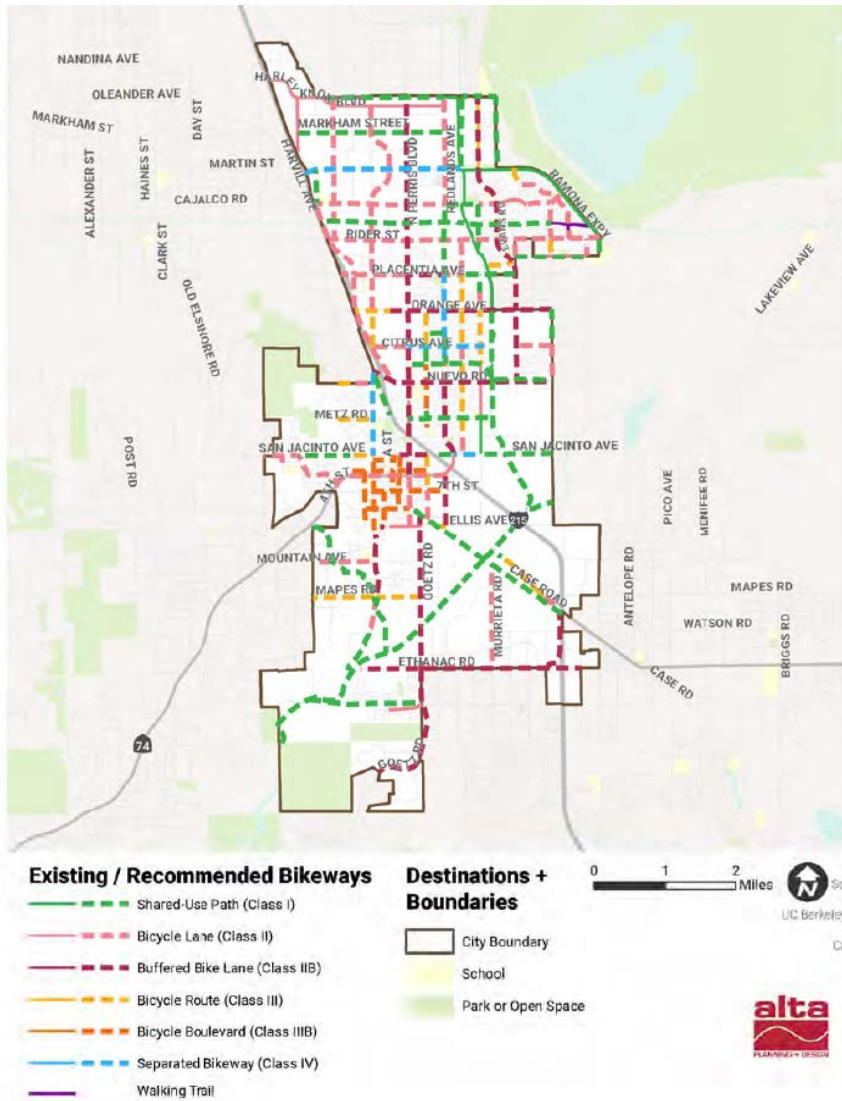 NANDINA AVE
OLEANDER AVE
MARKHAM ST
DAY ST
HARLEY KNOX BLVD
MARKHAM STREET
MARTIN ST
HAINES ST
ALEXANDER ST
CAJALCO RD
CLARK ST
HARVILL AVE
N PERRIS BLVD
REDLANDS AVE
RAMONA EXPY
EVANS RD
RIDER ST
PLACENTIA AVE
LAKEVIEW AVE
OLD ELSINORE RD
ORANGE AVE
CITRUS AVE
NUEVO RD
METZ RD
POST RD
A ST
SAN JACINTO AVE
SAN JACINTO AVE
4TH ST
7TH ST
PICO AVE
MENIFEE RD
ELLIS AVE
215
MOUNTAIN AVE
GOETZ RD
MAPES RD
CASE ROAD
MURRIETA RD
ANTELOPE RD
MAPES RD
WATSON RD
BRIGGS RD
ETHANAC RD
CASE RD
74
GOETZ RD
Existing / Recommended Bikeways
Shared-Use Path (Class I)
Bicycle Lane (Class II)
Buffered Bike Lane (Class IIB)
Bicycle Route (Class III)
Bicycle Boulevard (Class IIIB)
Separated Bikeway (Class IV)
Walking Trail
Destinations +
Boundaries
City Boundary
School
Park or Open Space
0 1 2
Miles
N
UC Berkeley
alta
PLANNING + DESIGN